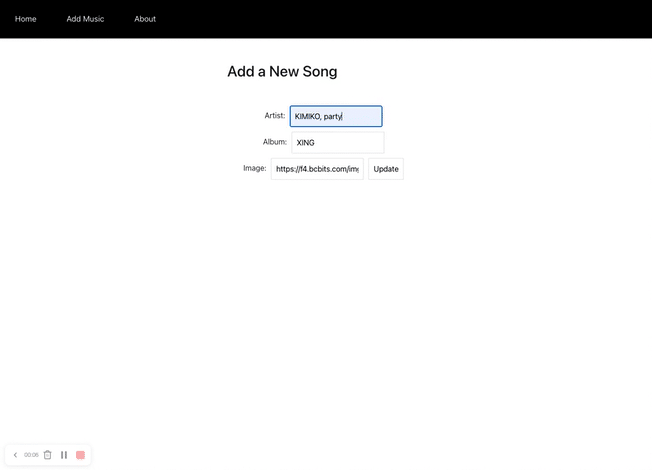 Home Add Music About
Add a New Song
Artist: KIMIKO, party
Album: XING
Image: https://f4.bcbits.com/img Update
00:06